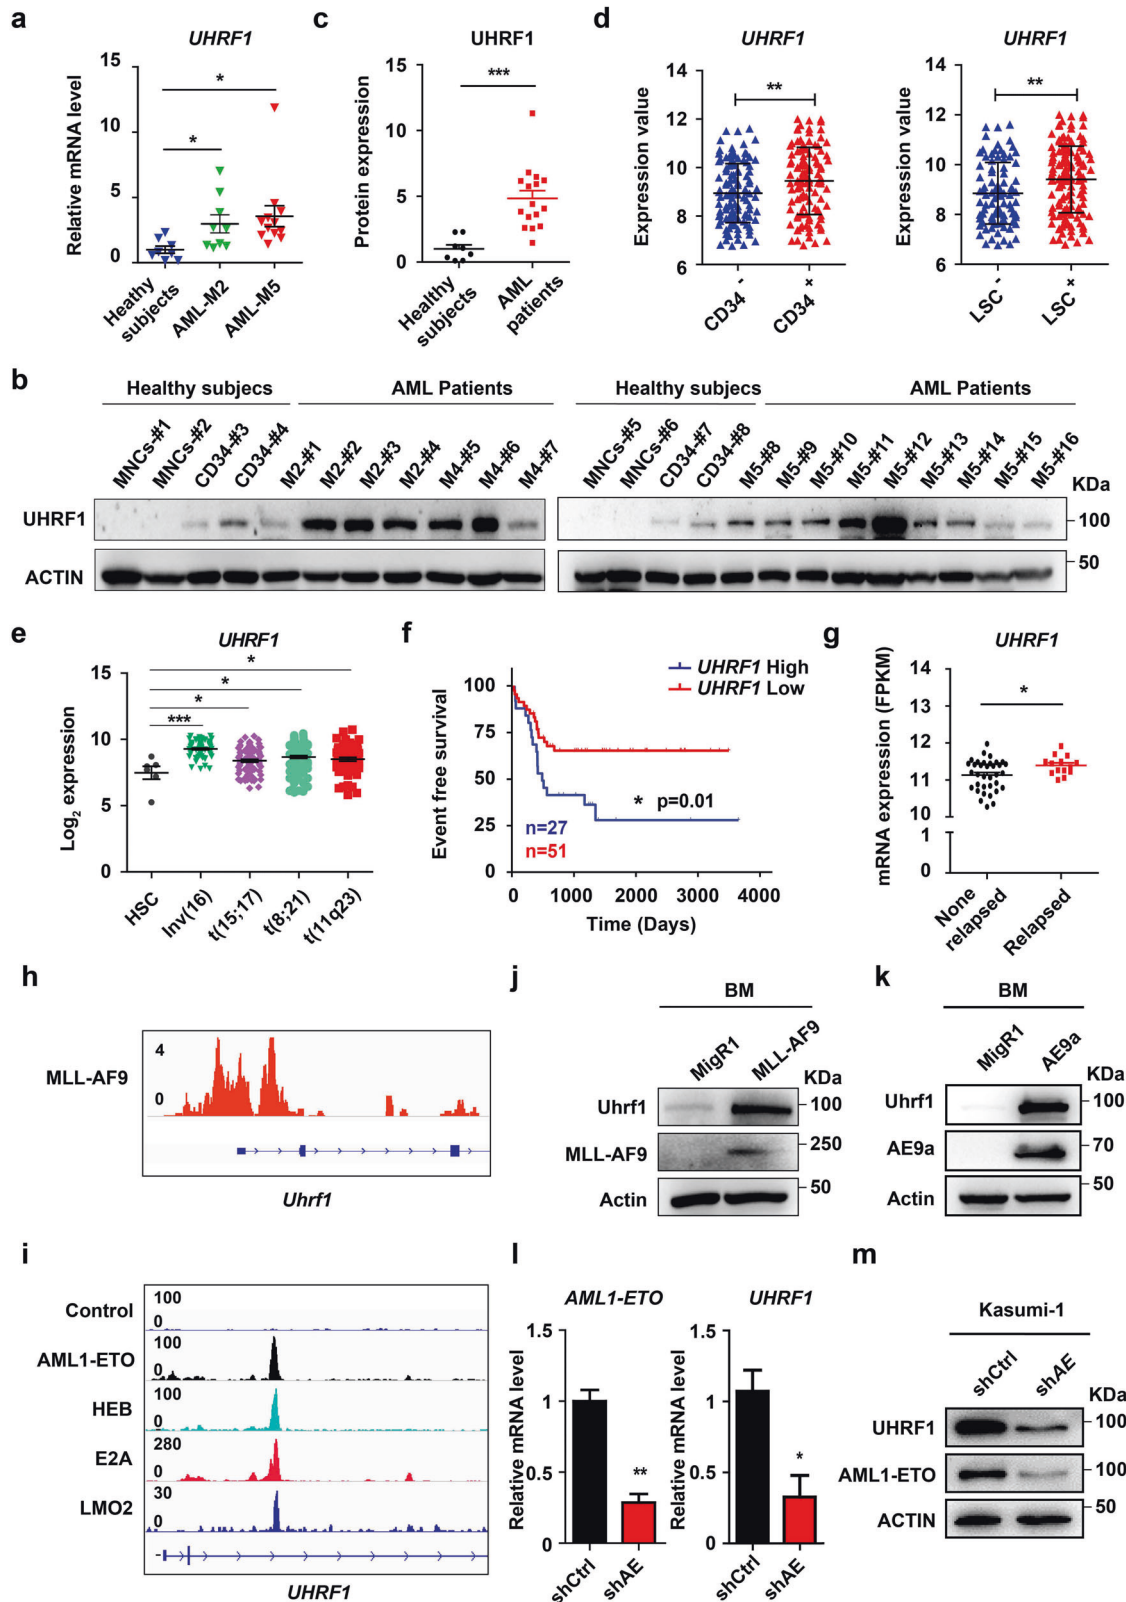 a
UHRF1
Relative mRNA level
15
10
5
0
*
*
Heathy subjects
AML-M2
AML-M5
c
UHRF1
Protein expression
15
10
5
0
***
Healthy subjects
AML patients
d
UHRF1
Expression value
14
12
10
8
6
**
CD34 -
CD34 +
UHRF1
Expression value
14
12
10
8
6
**
LSC -
LSC +
b
Healthy subjecs
AML Patients
Healthy subjecs
AML Patients
MNCs-#1
MNCs-#2
CD34-#3
CD34-#4
M2-#1
M2-#2
M2-#3
M2-#4
M4-#5
M4-#6
M4-#7
MNCs-#5
MNCs-#6
CD34-#7
CD34-#8
M5-#8
M5-#9
M5-#10
M5-#11
M5-#12
M5-#13
M5-#14
M5-#15
M5-#16
KDa
UHRF1
100
ACTIN
50
e
UHRF1
Log2 expression
15
10
5
0
***
*
*
*
HSC
Inv(16)
t(15;17)
t(8;21)
t(11q23)
f
UHRF1 High
UHRF1 Low
Event free survival
100
75
50
25
* p=0.01
n=27
n=51
0 1000 2000 3000 4000
Time (Days)
g
UHRF1
mRNA expression (FPKM)
14
13
12
11
10
1
0
*
None relapsed
Relapsed
h
MLL-AF9
4
0
Uhrf1
j
BM
MigR1
MLL-AF9
KDa
Uhrf1
100
MLL-AF9
250
Actin
50
k
BM
MigR1
AE9a
KDa
Uhrf1
100
AE9a
70
Actin
50
i
Control
100
0
AML1-ETO
100
0
HEB
100
0
E2A
280
0
LMO2
30
0
UHRF1
l
AML1-ETO
Relative mRNA level
1.5
1
0.5
0
**
shCtrl
shAE
UHRF1
Relative mRNA level
1.5
1
0.5
0
*
shCtrl
shAE
m
Kasumi-1
shCtrl
shAE
KDa
UHRF1
100
AML1-ETO
100
ACTIN
50